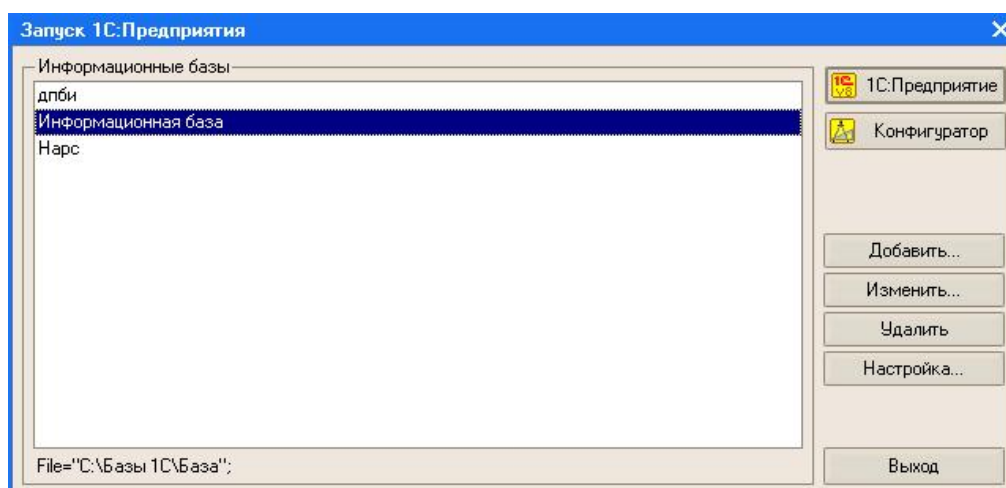 Запуск 1С:Предприятия
Информационные базы
дпби
Информационная база
Нарс
File="C:\Базы 1С\База";
1С:Предприятие
Конфигуратор
Добавить...
Изменить...
Удалить
Настройка...
Выход